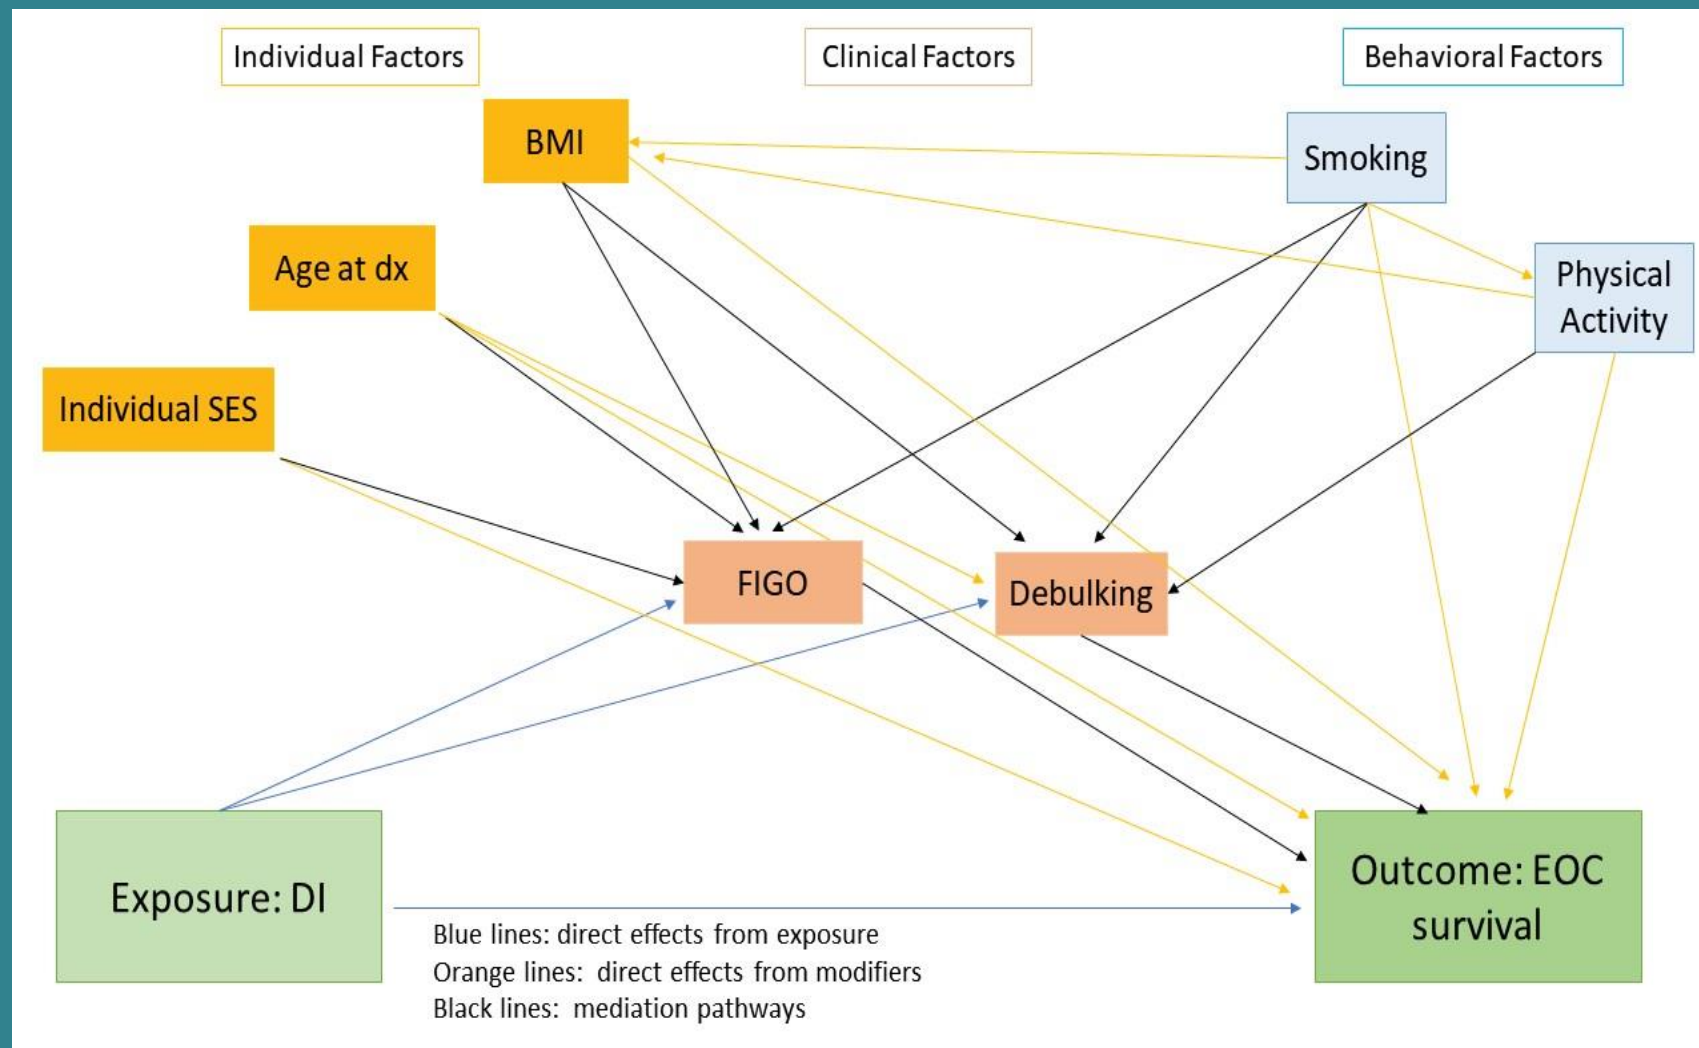 Individual Factors
Clinical Factors
Behavioral Factors
BMI
Smoking
Age at dx
Physical
Activity
Individual SES
FIGO
Debulking
Exposure: DI
Outcome: EOC
survival
Blue lines: direct effects from exposure
Orange lines: direct effects from modifiers
Black lines: mediation pathways